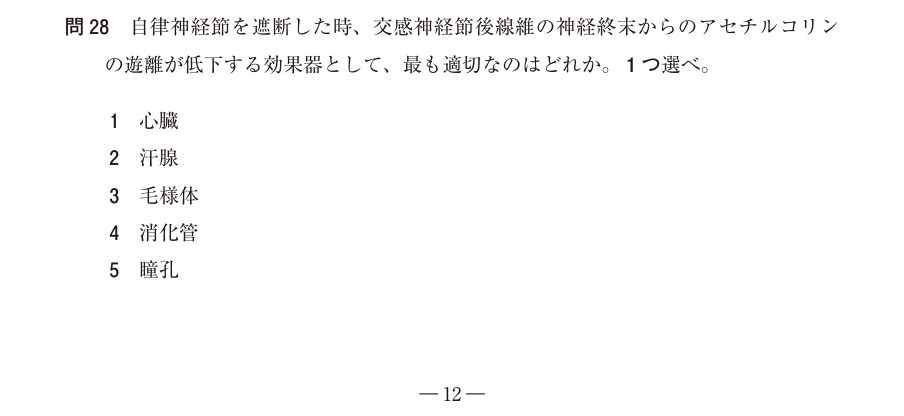 問 28 自律神経節を遮断した時、交感神経節後線維の神経終末からのアセチルコリン
の遊離が低下する効果器として、最も適切なのはどれか。1つ選べ。
1 心臓
2 汗腺
3 毛様体
4 消化管
5 瞳孔
— 12 —